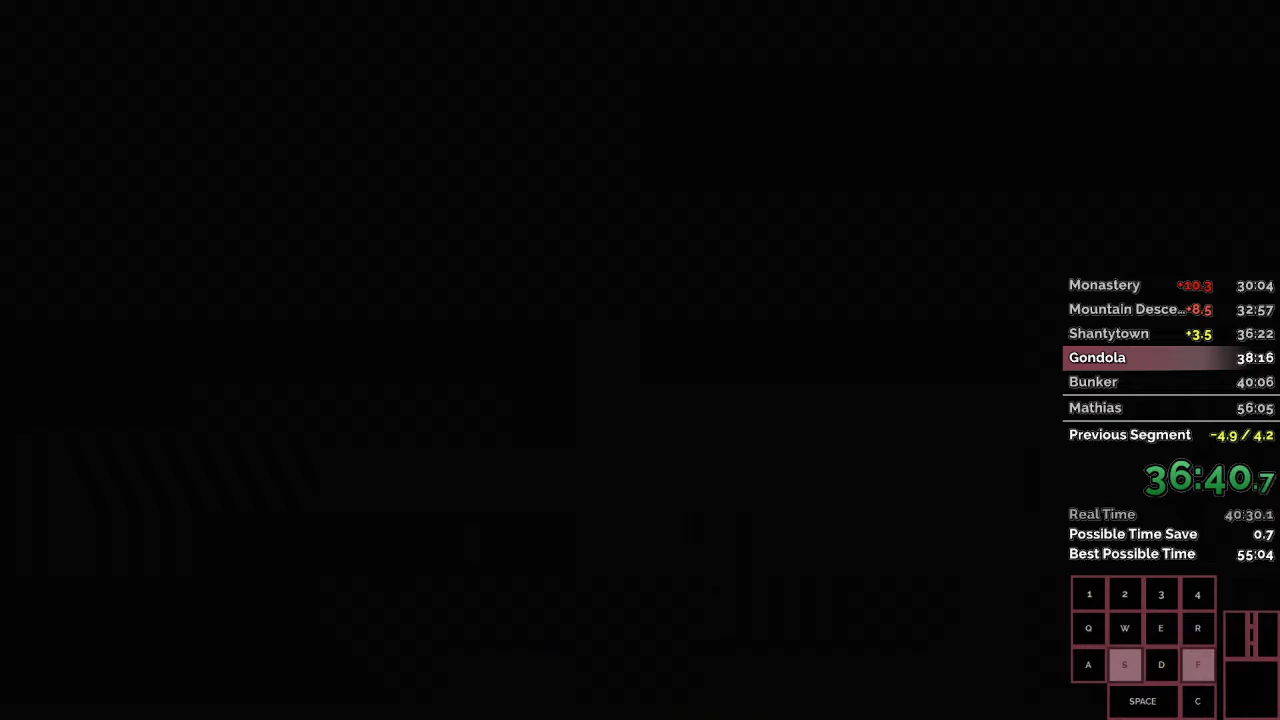 Monastery +10.3 30:04
Mountain Desce... +8.5 32:57
Shantytown +3.5 36:22
Gondola 38:16
Bunker 40:06
Mathias 56:05
Previous Segment -4.9 / 4.2
36:40.7
Real Time 40:30.1
Possible Time Save 0.7
Best Possible Time 55:04
1 2 3 4
Q W E R
A S D F
SPACE C